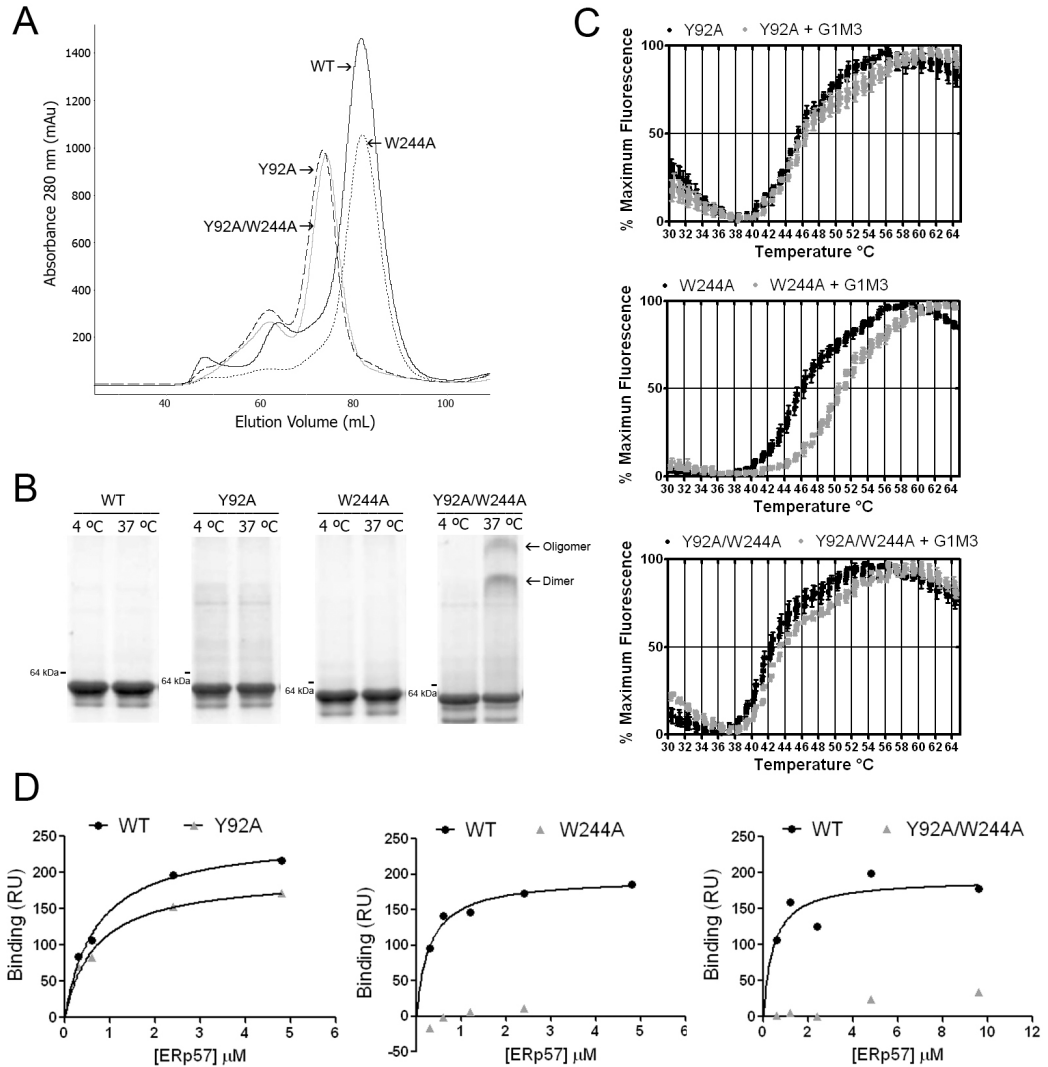 A
Absorbance 280 nm (mAu)
1400
1200
1000
800
600
400
200
40 60 80 100
Elution Volume (mL)
WT
W244A
Y92A
Y92A/W244A
B
WT Y92A W244A Y92A/W244A
4 ºC 37 ºC 4 ºC 37 ºC 4 ºC 37 ºC 4 ºC 37 ºC
Oligomer
Dimer
64 kDa 64 kDa 64 kDa 64 kDa
C
Y92A Y92A + G1M3
% Maximum Fluorescence
100
50
0
30 32 34 36 38 40 42 44 46 48 50 52 54 56 58 60 62 64
Temperature °C
W244A W244A + G1M3
% Maximun Fluorescence
100
50
0
30 32 34 36 38 40 42 44 46 48 50 52 54 56 58 60 62 64
Temperature °C
Y92A/W244A Y92A/W244A + G1M3
% Maximum Fluorescence
100
50
0
30 32 34 36 38 40 42 44 46 48 50 52 54 56 58 60 62 64
Temperature °C
D
WT Y92A
Binding (RU)
250
200
150
100
50
0
0 1 2 3 4 5 6
[ERp57] µM
WT W244A
Binding (RU)
250
200
150
100
50
0
-50
1 2 3 4 5 6
[ERp57] µM
WT Y92A/W244A
Binding (RU)
250
200
150
100
50
0
0 2 4 6 8 10 12
[ERp57] µM